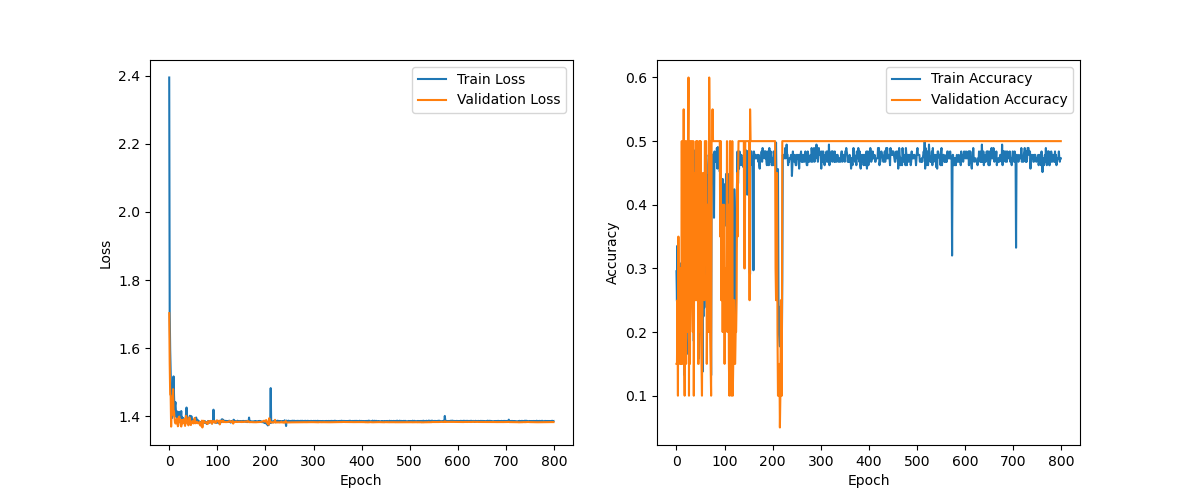 2.4
2.2
2.0
1.8
1.6
1.4
Loss
0 100 200 300 400 500 600 700 800
Epoch
Train Loss
Validation Loss
0.6
0.5
0.4
0.3
0.2
0.1
Accuracy
0 100 200 300 400 500 600 700 800
Epoch
Train Accuracy
Validation Accuracy